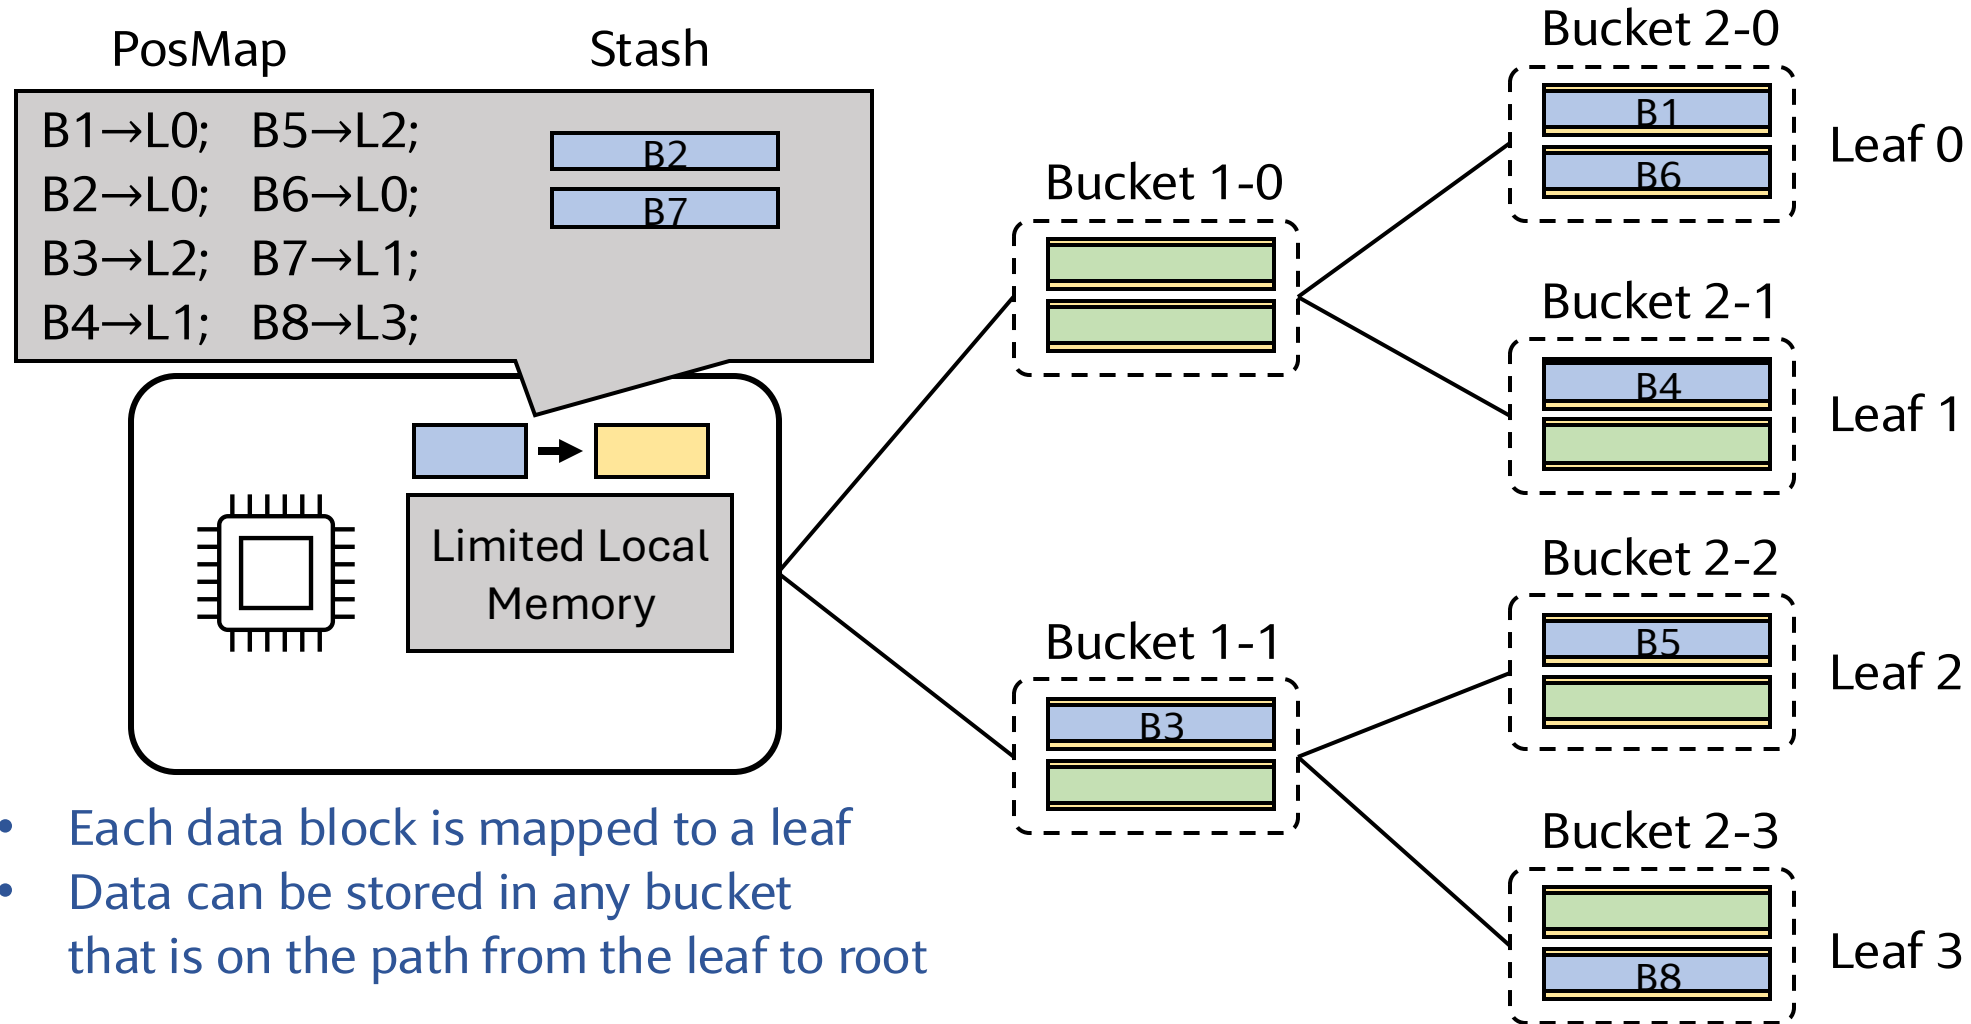 PosMap
Stash
B1→L0; B5→L2;
B2→L0; B6→L0;
B3→L2; B7→L1;
B4→L1; B8→L3;
B2
B7
Limited Local
Memory
Bucket 1-0
Bucket 1-1
B3
Bucket 2-0
B1
B6
Leaf 0
Bucket 2-1
B4
Leaf 1
Bucket 2-2
B5
Leaf 2
Bucket 2-3
B8
Leaf 3
• Each data block is mapped to a leaf
• Data can be stored in any bucket
that is on the path from the leaf to root